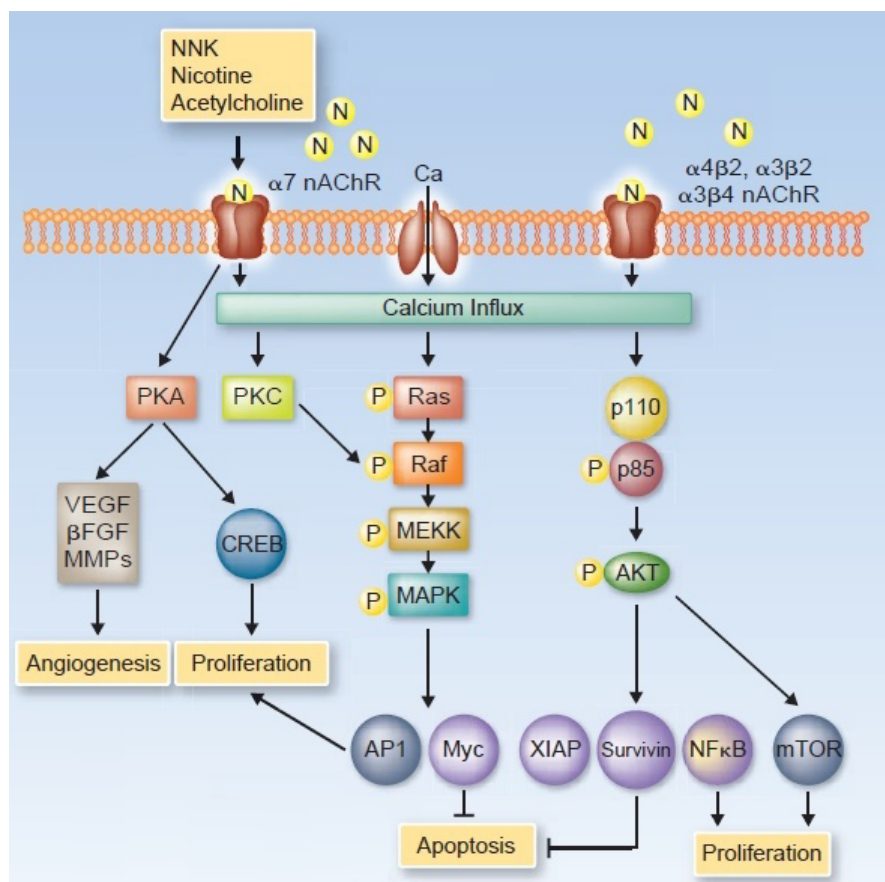 NNK
Nicotine
Acetylcholine
N
N
N
N
N
N
N
N
α7 nAChR
Ca
α4β2, α3β2
α3β4 nAChR
Calcium Influx
PKA
PKC
P
Ras
p110
P
Raf
P
p85
VEGF
βFGF
MMPs
CREB
P
MEKK
P
MAPK
P
AKT
Angiogenesis
Proliferation
AP1
Myc
XIAP
Survivin
NFκB
mTOR
Apoptosis
Proliferation